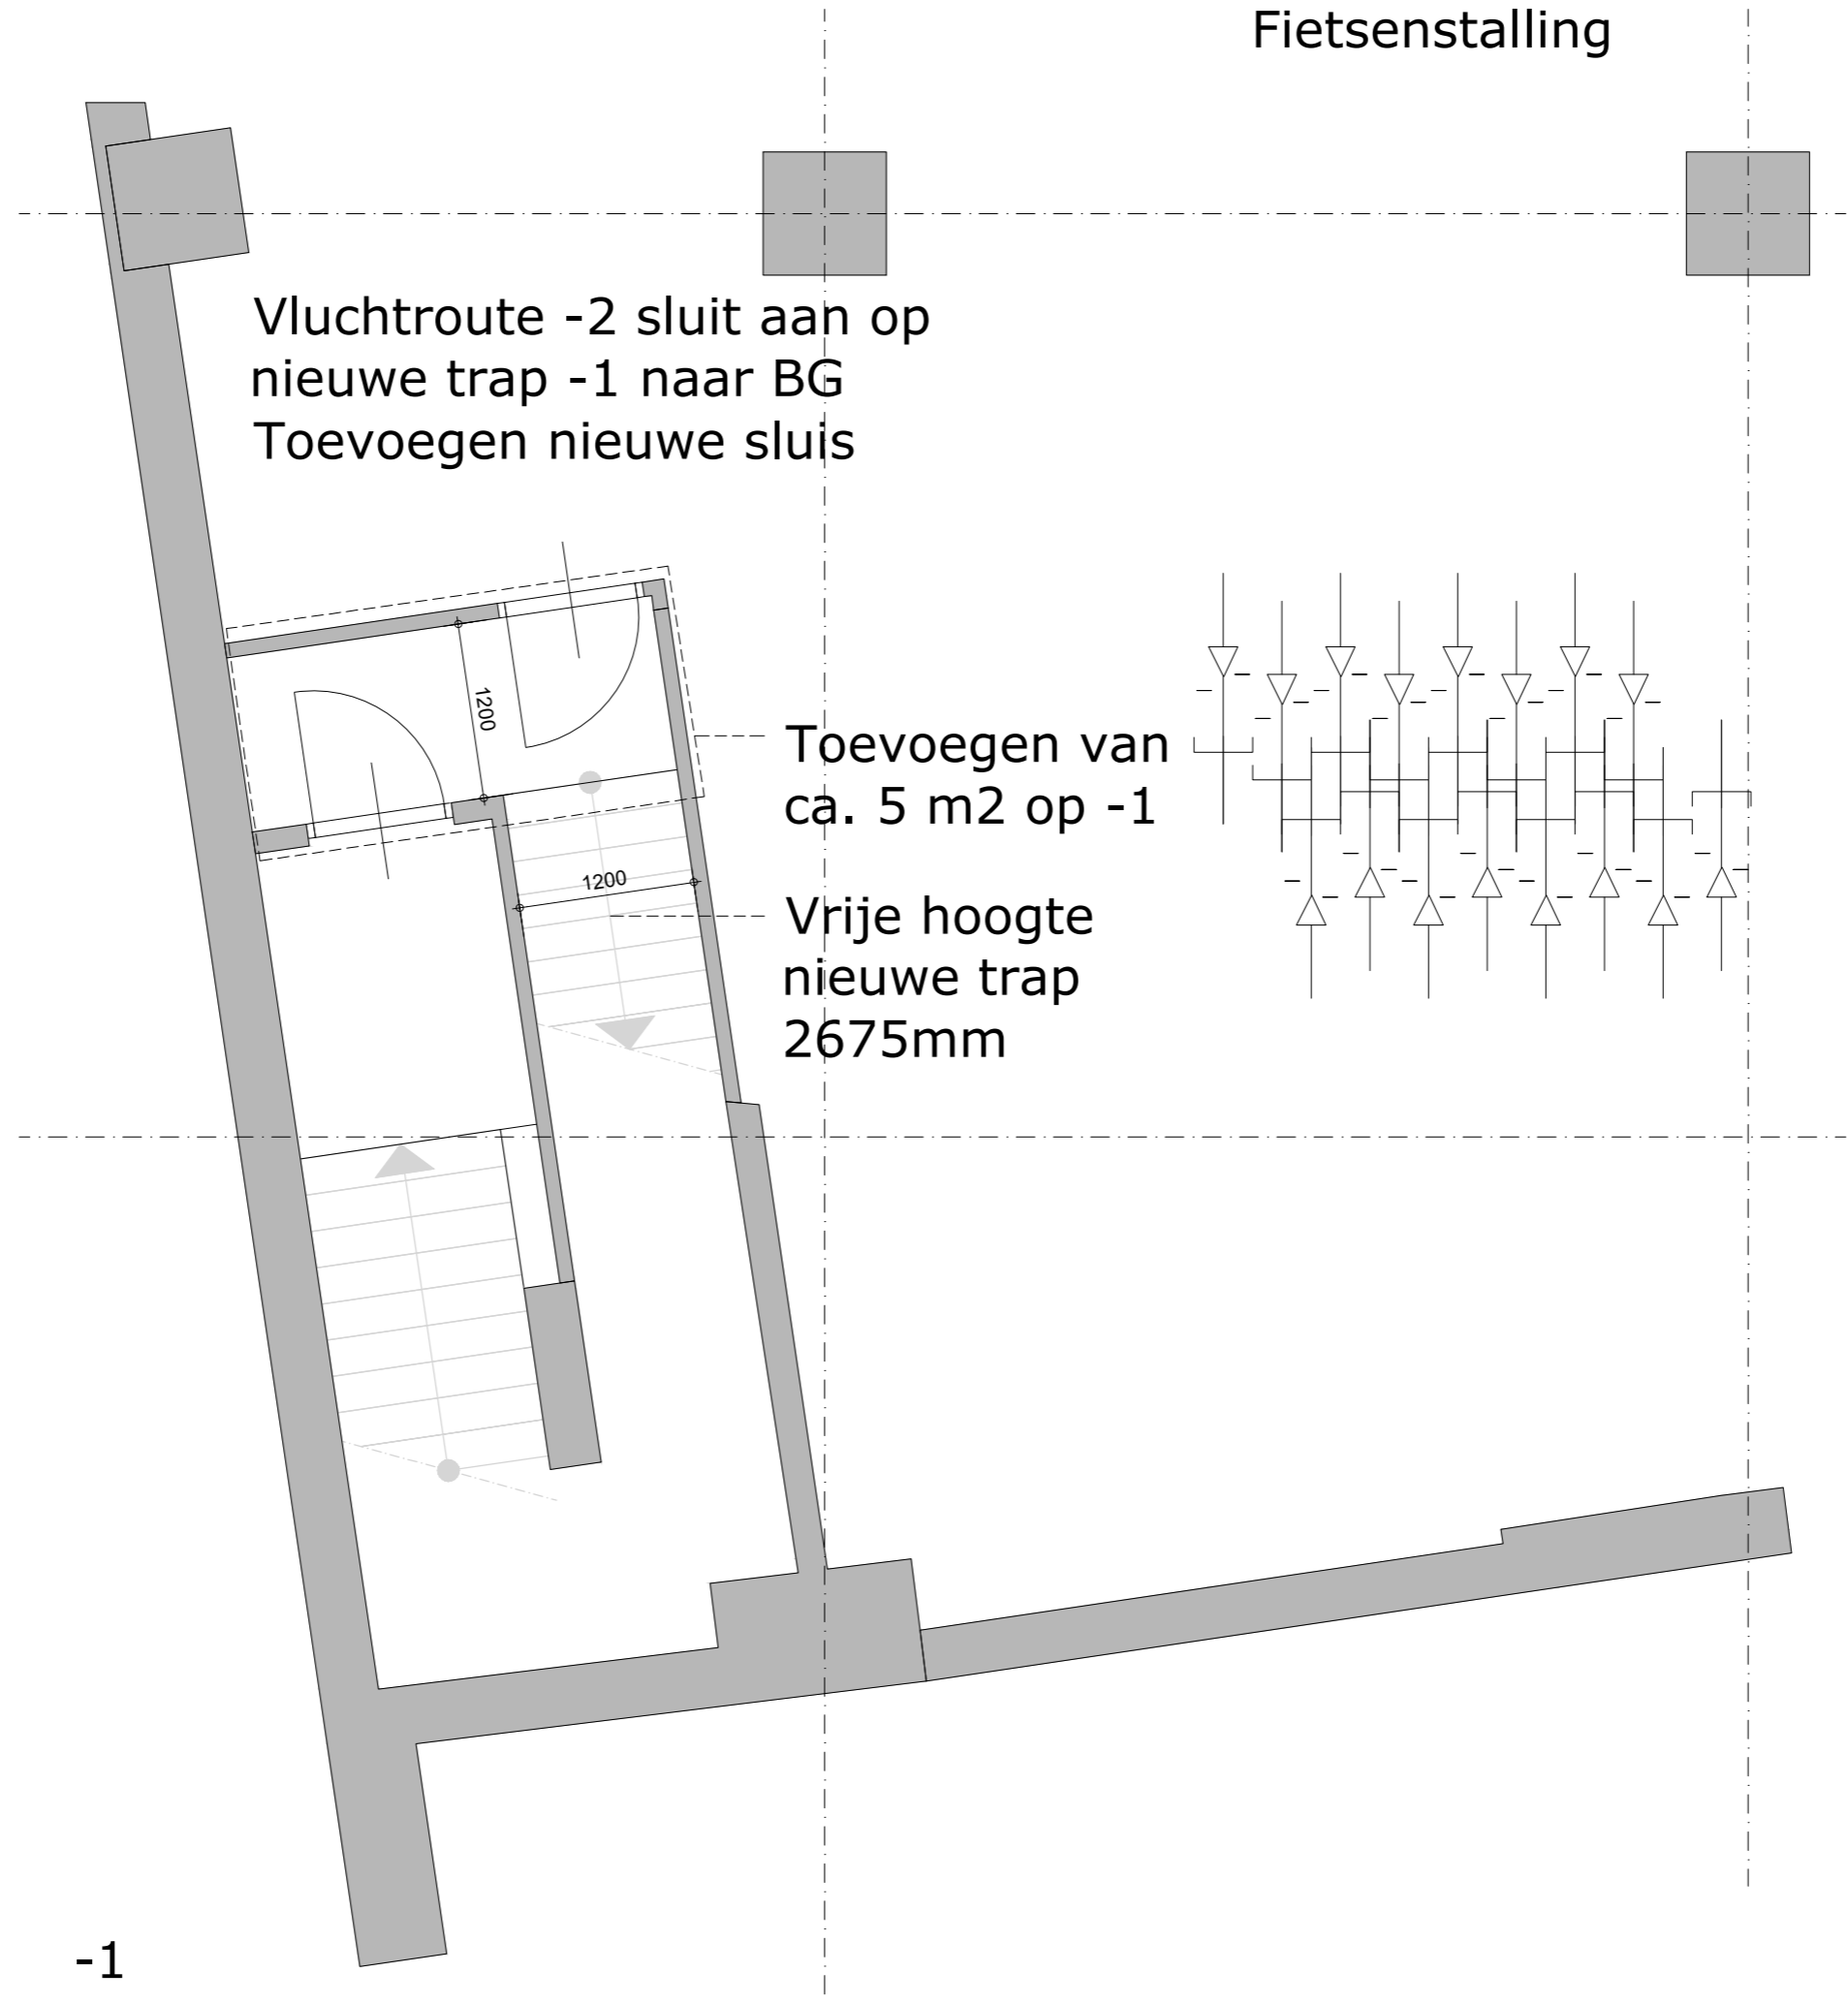 Fietsenstalling
Vluchtroute -2 sluit aan op
nieuwe trap -1 naar BG
Toevoegen nieuwe sluis
1200
Toevoegen van
ca. 5 m2 op -1
1200
Vrije hoogte
nieuwe trap
2675mm
-1